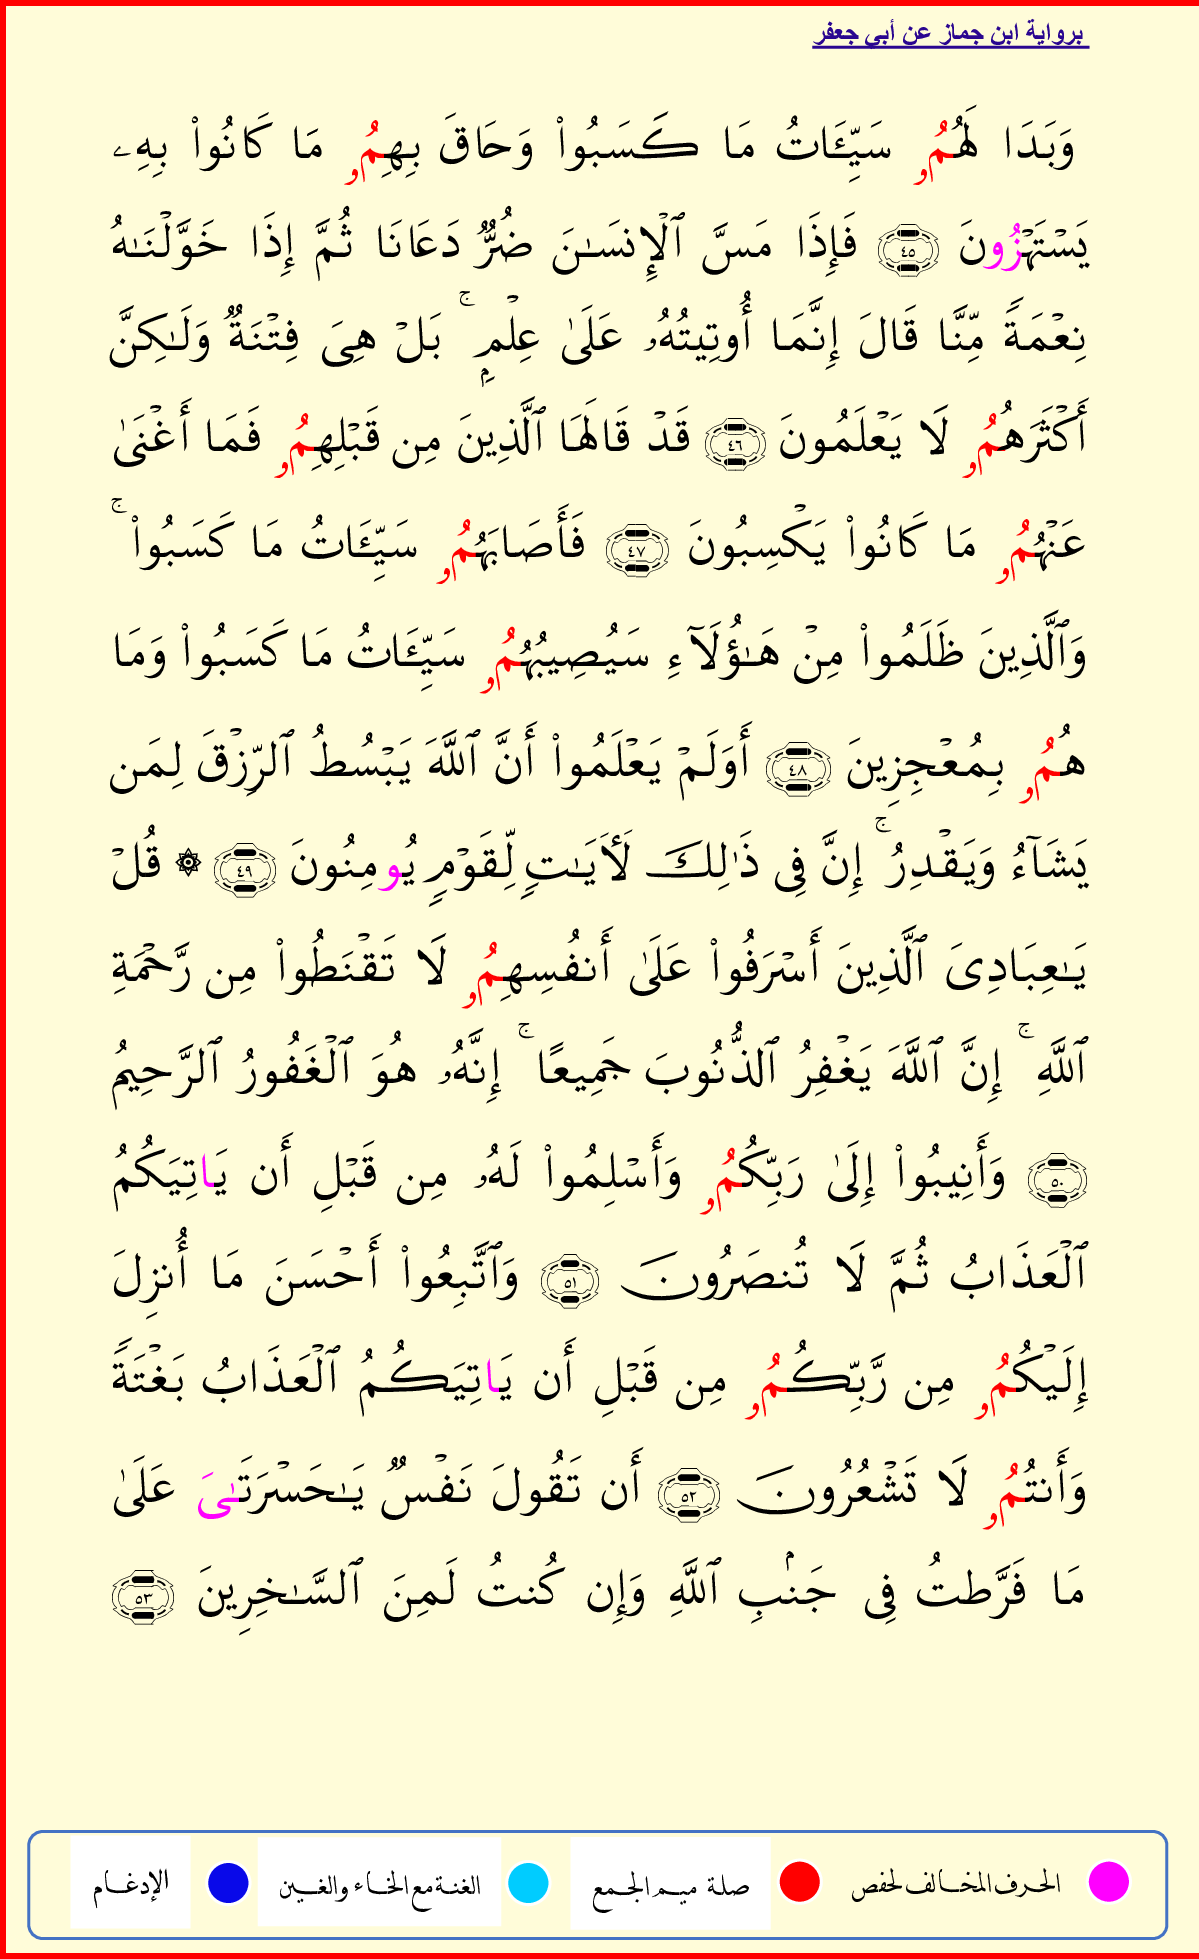 برواية ابن جماز عن أبي جعفر
وَبَدَا لَهُمُۥ سَيِّـَٔاتُ مَا كَسَبُوا۟ وَحَاقَ بِهِمُۥ مَا كَانُوا۟ بِهِۦ
يَسْتَهْزُونَ ٤٥ فَإِذَا مَسَّ ٱلْإِنسَـٰنَ ضُرٌّ دَعَانَا ثُمَّ إِذَا خَوَّلْنَـٰهُ
نِعْمَةً مِّنَّا قَالَ إِنَّمَا أُوتِيتُهُۥ عَلَىٰ عِلْمٍۭ ۚ بَلْ هِىَ فِتْنَةٌ وَلَـٰكِنَّ
أَكْثَرَهُمُۥ لَا يَعْلَمُونَ ٤٦ قَدْ قَالَهَا ٱلَّذِينَ مِن قَبْلِهِمُۥ فَمَا أَغْنَىٰ
عَنْهُمُۥ مَا كَانُوا۟ يَكْسِبُونَ ٤٧ فَأَصَابَهُمُۥ سَيِّـَٔاتُ مَا كَسَبُوا۟ ۚ
وَٱلَّذِينَ ظَلَمُوا۟ مِنْ هَـٰٓؤُلَآءِ سَيُصِيبُهُمُۥ سَيِّـَٔاتُ مَا كَسَبُوا۟ وَمَا
هُمُۥ بِمُعْجِزِينَ ٤٨ أَوَلَمْ يَعْلَمُوا۟ أَنَّ ٱللَّهَ يَبْسُطُ ٱلرِّزْقَ لِمَن
يَشَآءُ وَيَقْدِرُ ۚ إِنَّ فِى ذَٰلِكَ لَـَٔايَـٰتٍ لِّقَوْمٍ يُومِنُونَ ٤٩ ۞ قُلْ
يَـٰعِبَادِىَ ٱلَّذِينَ أَسْرَفُوا۟ عَلَىٰ أَنفُسِهِمُۥ لَا تَقْنَطُوا۟ مِن رَّحْمَةِ
ٱللَّهِ ۚ إِنَّ ٱللَّهَ يَغْفِرُ ٱلذُّنُوبَ جَمِيعًا ۚ إِنَّهُۥ هُوَ ٱلْغَفُورُ ٱلرَّحِيمُ
٥٠ وَأَنِيبُوا۟ إِلَىٰ رَبِّكُمُۥ وَأَسْلِمُوا۟ لَهُۥ مِن قَبْلِ أَن يَاتِيَكُمُ
ٱلْعَذَابُ ثُمَّ لَا تُنصَرُونَ ٥١ وَٱتَّبِعُوا۟ أَحْسَنَ مَا أُنزِلَ
إِلَيْكُمُۥ مِن رَّبِّكُمُۥ مِن قَبْلِ أَن يَاتِيَكُمُ ٱلْعَذَابُ بَغْتَةً
وَأَنتُمُۥ لَا تَشْعُرُونَ ٥٢ أَن تَقُولَ نَفْسٌ يَـٰحَسْرَتَـٰىَ عَلَىٰ
مَا فَرَّطتُ فِى جَنۢبِ ٱللَّهِ وَإِن كُنتُ لَمِنَ ٱلسَّـٰخِرِينَ ٥٣
الحرف المخالف لحفص صلة ميم الجمع الغنة مع الخاء والغين الإدغام